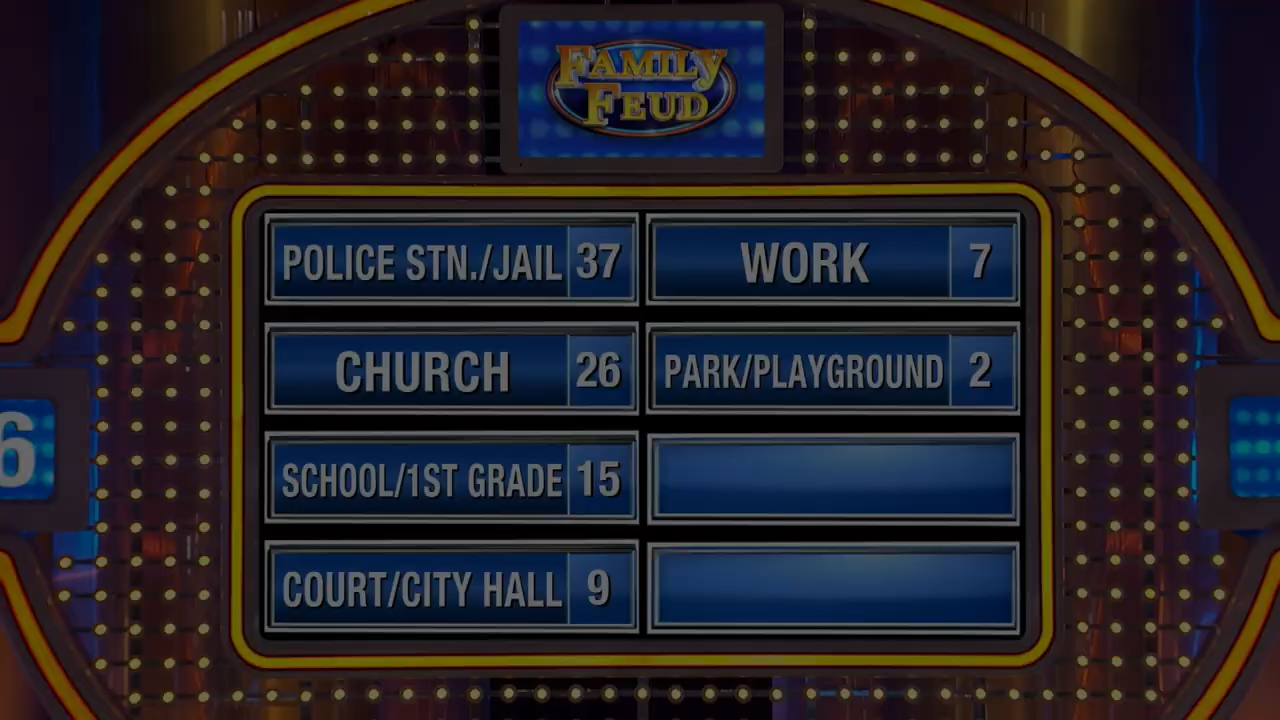 FAMILY
FEUD
POLICE STN./JAIL 37
CHURCH 26
SCHOOL/1ST GRADE 15
COURT/CITY HALL 9
WORK 7
PARK/PLAYGROUND 2
6